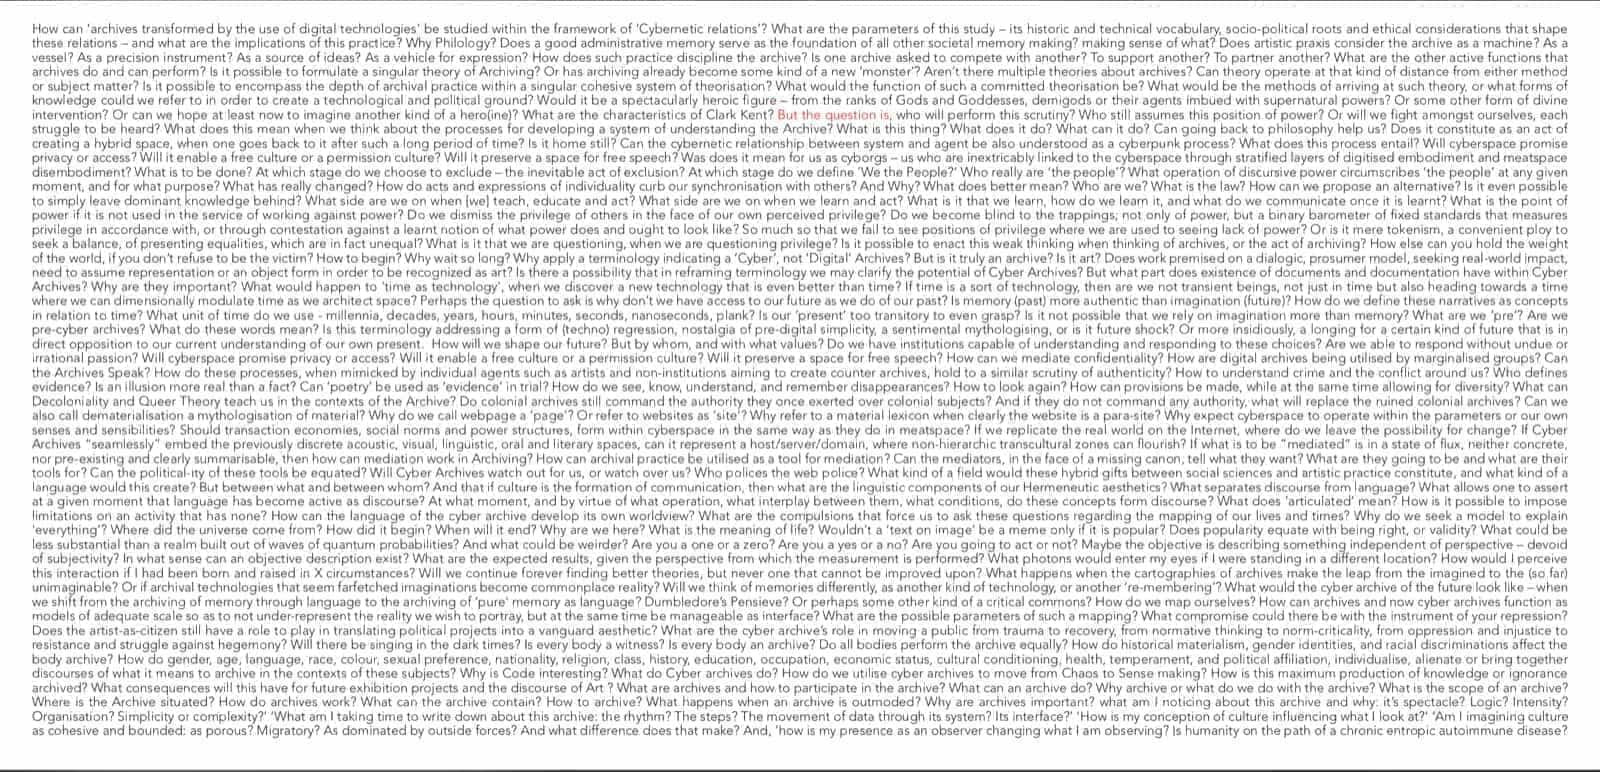 How can 'archives transformed by the use of digital technologies' be studied within the framework of 'Cybernetic relations'? What are the parameters of this study – its historic and technical vocabulary, socio-political roots and ethical considerations that shape
these relations – and what are the implications of this practice? Why Philology? Does a good administrative memory serve as the foundation of all other societal memory making? making sense of what? Does artistic praxis consider the archive as a machine? As a
vessel? As a precision instrument? As a source of ideas? As a vehicle for expression? How does such practice discipline the archive? Is one archive asked to compete with another? To support another? To partner another? What are the other active functions that
archives do and can perform? Is it possible to formulate a singular theory of Archiving? Or has archiving already become some kind of a new 'monster'? Aren't there multiple theories about archives? Can theory operate at that kind of distance from either method
or subject matter? Is it possible to encompass the depth of archival practice within a singular cohesive system of theorisation? What would the function of such a committed theorisation be? What would be the methods of arriving at such theory, or what forms of
knowledge could we refer to in order to create a technological and political ground? Would it be a spectacularly heroic figure – from the ranks of Gods and Goddesses, demigods or their agents imbued with supernatural powers? Or some other form of divine
intervention? Or can we hope at least now to imagine another kind of a hero(ine)? What are the characteristics of Clark Kent? But the question is, who will perform this scrutiny? Who still assumes this position of power? Or will we fight amongst ourselves, each
struggle to be heard? What does this mean when we think about the processes for developing a system of understanding the Archive? What is this thing? What does it do? What can it do? Can going back to philosophy help us? Does it constitute as an act of
creating a hybrid space, when one goes back to it after such a long period of time? Is it home still? Can the cybernetic relationship between system and agent be also understood as a cyberpunk process? What does this process entail? Will cyberspace promise
privacy or access? Will it enable a free culture or a permission culture? Will it preserve a space for free speech? Was does it mean for us as cyborgs – us who are inextricably linked to the cyberspace through stratified layers of digitised embodiment and meatspace
disembodiment? What is to be done? At which stage do we choose to exclude – the inevitable act of exclusion? At which stage do we define 'We the People?' Who really are 'the people'? What operation of discursive power circumscribes 'the people' at any given
moment, and for what purpose? What has really changed? How do acts and expressions of individuality curb our synchronisation with others? And Why? What does better mean? Who are we? What is the law? How can we propose an alternative? Is it even possible
to simply leave dominant knowledge behind? What side are we on when [we] teach, educate and act? What side are we on when we learn and act? What is it that we learn, how do we learn it, and what do we communicate once it is learnt? What is the point of
power if it is not used in the service of working against power? Do we dismiss the privilege of others in the face of our own perceived privilege? Do we become blind to the trappings; not only of power, but a binary barometer of fixed standards that measures
privilege in accordance with, or through contestation against a learnt notion of what power does and ought to look like? So much so that we fail to see positions of privilege where we are used to seeing lack of power? Or is it mere tokenism, a convenient ploy to
seek a balance, of presenting equalities, which are in fact unequal? What is it that we are questioning, when we are questioning privilege? Is it possible to enact this weak thinking when thinking of archives, or the act of archiving? How else can you hold the weight
of the world, if you don't refuse to be the victim? How to begin? Why wait so long? Why apply a terminology indicating a 'Cyber', not 'Digital' Archives? But is it truly an archive? Is it art? Does work premised on a dialogic, prosumer model, seeking real-world impact,
need to assume representation or an object form in order to be recognized as art? Is there a possibility that in reframing terminology we may clarify the potential of Cyber Archives? But what part does existence of documents and documentation have within Cyber
Archives? Why are they important? What would happen to 'time as technology', when we discover a new technology that is even better than time? If time is a sort of technology, then are we not transient beings, not just in time but also heading towards a time
where we can dimensionally modulate time as we architect space? Perhaps the question to ask is why don't we have access to our future as we do of our past? Is memory (past) more authentic than imagination (future)? How do we define these narratives as concepts
in relation to time? What unit of time do we use - millennia, decades, years, hours, minutes, seconds, nanoseconds, plank? Is our 'present' too transitory to even grasp? Is it not possible that we rely on imagination more than memory? What are we 'pre'? Are we
pre-cyber archives? What do these words mean? Is this terminology addressing a form of (techno) regression, nostalgia of pre-digital simplicity, a sentimental mythologising, or is it future shock? Or more insidiously, a longing for a certain kind of future that is in
direct opposition to our current understanding of our own present. How will we shape our future? But by whom, and with what values? Do we have institutions capable of understanding and responding to these choices? Are we able to respond without undue or
irrational passion? Will cyberspace promise privacy or access? Will it enable a free culture or a permission culture? Will it preserve a space for free speech? How can we mediate confidentiality? How are digital archives being utilised by marginalised groups? Can
the Archives Speak? How do these processes, when mimicked by individual agents such as artists and non-institutions aiming to create counter archives, hold to a similar scrutiny of authenticity? How to understand crime and the conflict around us? Who defines
evidence? Is an illusion more real than a fact? Can 'poetry' be used as 'evidence' in trial? How do we see, know, understand, and remember disappearances? How to look again? How can provisions be made, while at the same time allowing for diversity? What can
Decoloniality and Queer Theory teach us in the contexts of the Archive? Do colonial archives still command the authority they once exerted over colonial subjects? And if they do not command any authority, what will replace the ruined colonial archives? Can we
also call dematerialisation a mythologisation of material? Why do we call webpage a 'page'? Or refer to websites as 'site'? Why refer to a material lexicon when clearly the website is a para-site? Why expect cyberspace to operate within the parameters or our own
senses and sensibilities? Should transaction economies, social norms and power structures, form within cyberspace in the same way as they do in meatspace? If we replicate the real world on the Internet, where do we leave the possibility for change? If Cyber
Archives "seamlessly" embed the previously discrete acoustic, visual, linguistic, oral and literary spaces, can it represent a host/server/domain, where non-hierarchic transcultural zones can flourish? If what is to be "mediated" is in a state of flux, neither concrete,
nor pre-existing and clearly summarisable, then how can mediation work in Archiving? How can archival practice be utilised as a tool for mediation? Can the mediators, in the face of a missing canon, tell what they want? What are they going to be and what are their
tools for? Can the political-ity of these tools be equated? Will Cyber Archives watch out for us, or watch over us? Who polices the web police? What kind of a field would these hybrid gifts between social sciences and artistic practice constitute, and what kind of a
language would this create? But between what and between whom? And that if culture is the formation of communication, then what are the linguistic components of our Hermeneutic aesthetics? What separates discourse from language? What allows one to assert
at a given moment that language has become active as discourse? At what moment, and by virtue of what operation, what interplay between them, what conditions, do these concepts form discourse? What does 'articulated' mean? How is it possible to impose
limitations on an activity that has none? How can the language of the cyber archive develop its own worldview? What are the compulsions that force us to ask these questions regarding the mapping of our lives and times? Why do we seek a model to explain
'everything'? Where did the universe come from? How did it begin? When will it end? Why are we here? What is the meaning of life? Wouldn't a 'text on image' be a meme only if it is popular? Does popularity equate with being right, or validity? What could be
less substantial than a realm built out of waves of quantum probabilities? And what could be weirder? Are you a one or a zero? Are you a yes or a no? Are you going to act or not? Maybe the objective is describing something independent of perspective – devoid
of subjectivity? In what sense can an objective description exist? What are the expected results, given the perspective from which the measurement is performed? What photons would enter my eyes if I were standing in a different location? How would I perceive
this interaction if I had been born and raised in X circumstances? Will we continue forever finding better theories, but never one that cannot be improved upon? What happens when the cartographies of archives make the leap from the imagined to the (so far)
unimaginable? Or if archival technologies that seem farfetched imaginations become commonplace reality? Will we think of memories differently, as another kind of technology, or another 're-membering'? What would the cyber archive of the future look like – when
we shift from the archiving of memory through language to the archiving of 'pure' memory as language? Dumbledore's Pensieve? Or perhaps some other kind of a critical commons? How do we map ourselves? How can archives and now cyber archives function as
models of adequate scale so as to not under-represent the reality we wish to portray, but at the same time be manageable as interface? What are the possible parameters of such a mapping? What compromise could there be with the instrument of your repression?
Does the artist-as-citizen still have a role to play in translating political projects into a vanguard aesthetic? What are the cyber archive's role in moving a public from trauma to recovery, from normative thinking to norm-criticality, from oppression and injustice to
resistance and struggle against hegemony? Will there be singing in the dark times? Is every body a witness? Is every body an archive? Do all bodies perform the archive equally? How do historical materialism, gender identities, and racial discriminations affect the
body archive? How do gender, age, language, race, colour, sexual preference, nationality, religion, class, history, education, occupation, economic status, cultural conditioning, health, temperament, and political affiliation, individualise, alienate or bring together
discourses of what it means to archive in the contexts of these subjects? Why is Code interesting? What do Cyber archives do? How do we utilise cyber archives to move from Chaos to Sense making? How is this maximum production of knowledge or ignorance
archived? What consequences will this have for future exhibition projects and the discourse of Art ? What are archives and how to participate in the archive? What can an archive do? Why archive or what do we do with the archive? What is the scope of an archive?
Where is the Archive situated? How do archives work? What can the archive contain? How to archive? What happens when an archive is outmoded? Why are archives important? what am I noticing about this archive and why: it's spectacle? Logic? Intensity?
Organisation? Simplicity or complexity?' 'What am I taking time to write down about this archive: the rhythm? The steps? The movement of data through its system? Its interface?' 'How is my conception of culture influencing what I look at?' 'Am I imagining culture
as cohesive and bounded: as porous? Migratory? As dominated by outside forces? And what difference does that make? And, 'how is my presence as an observer changing what I am observing? Is humanity on the path of a chronic entropic autoimmune disease?